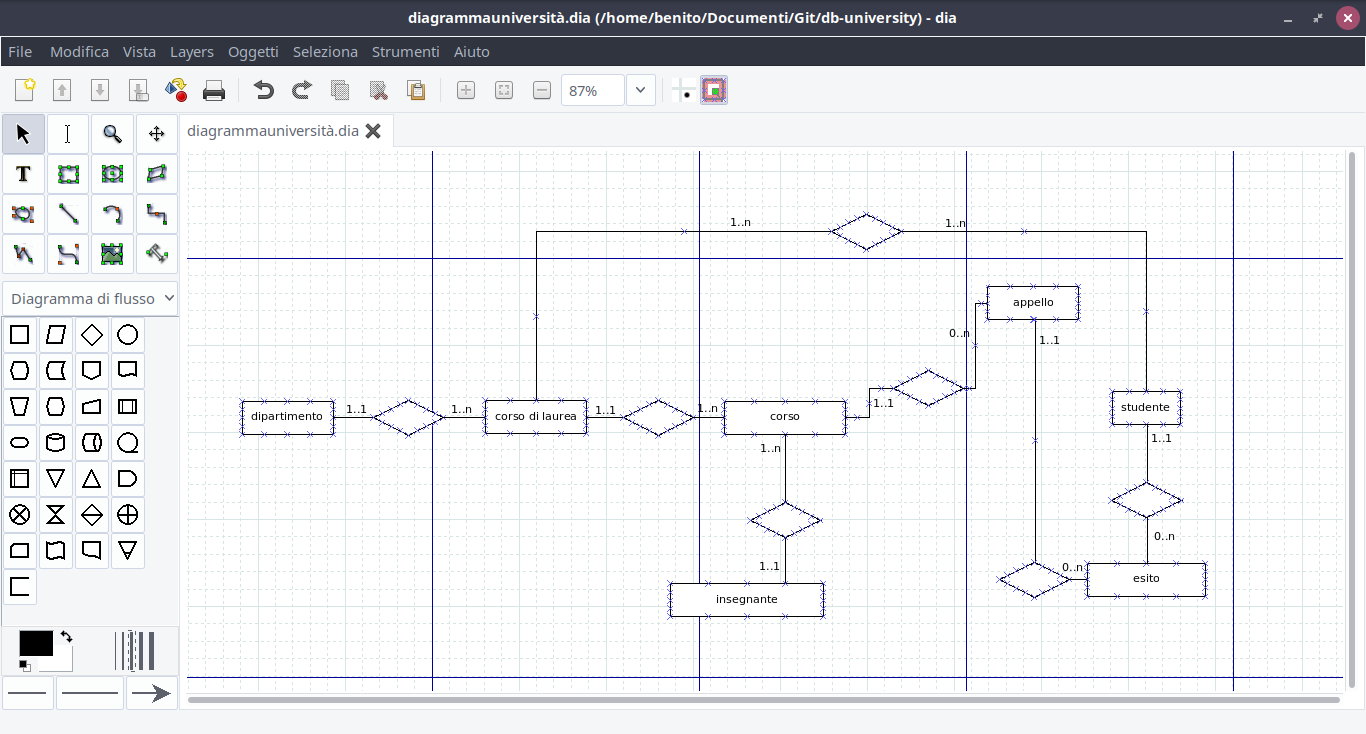 diagrammauniversità.dia (/home/benito/Documenti/Git/db-university) - dia
File Modifica Vista Layers Oggetti Seleziona Strumenti Aiuto
87%
diagrammauniversità.dia
T
Diagramma di flusso
1..n 1..n
appello
0..n
1..1
dipartimento 1..1 1..n corso di laurea 1..1 1..n corso 1..1 studente
1..n 1..1
0..n
1..1 0..n
insegnante esito